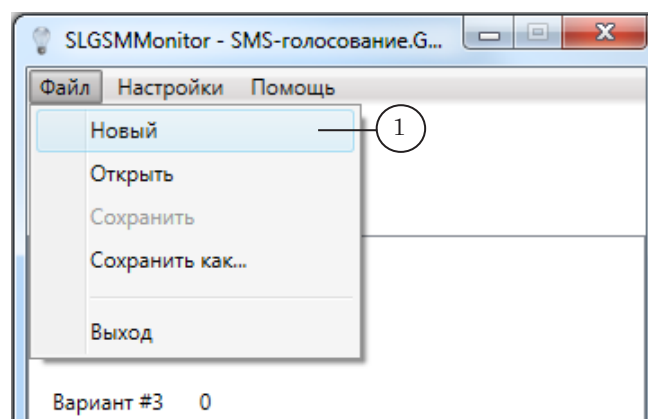 SLGSMMonitor - SMS-голосование.G...
Файл Настройки Помощь
Новый
1
Открыть
Сохранить
Сохранить как...
Выход
Вариант #3 0